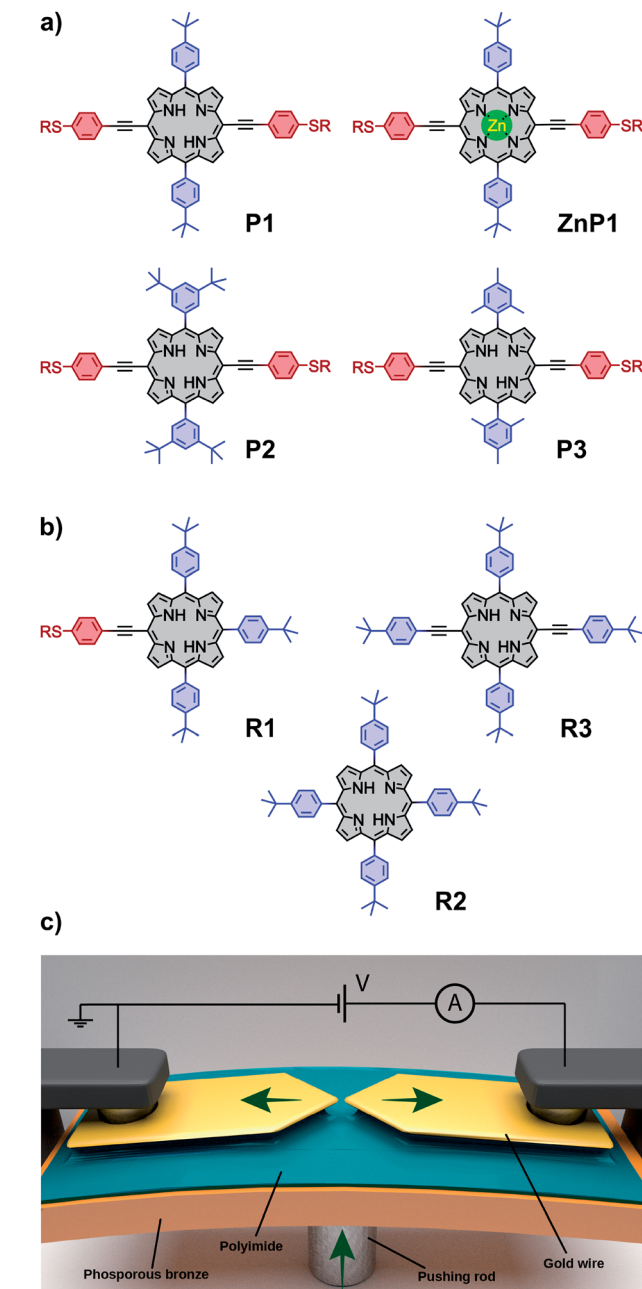 a)
NH N
N HN
RS
SR
P1
N N
Zn
N N
RS
SR
ZnP1
NH N
N HN
RS
SR
P2
NH N
N HN
RS
SR
P3
b)
NH N
N HN
RS
R1
NH N
N HN
R3
NH N
N HN
R2
c)
V
A
Polyimide
Gold wire
Phosporous bronze
Pushing rod